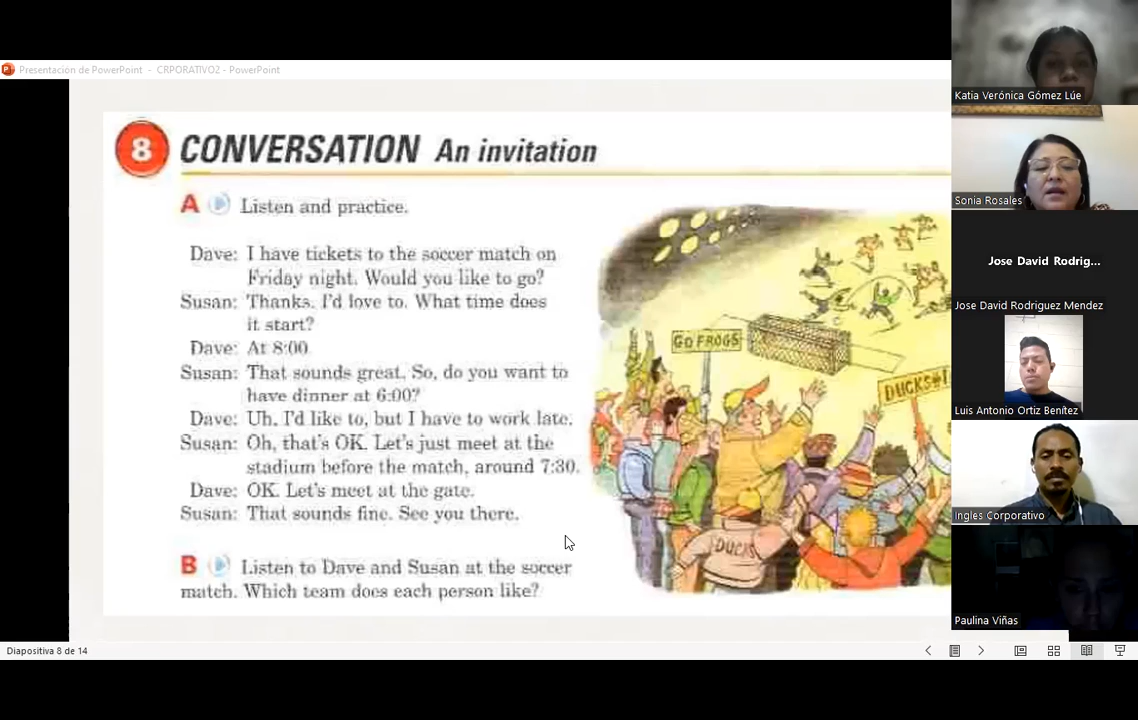 Presentación de PowerPoint - CRPORATIVO2 - PowerPoint
8 CONVERSATION An invitation
A Listen and practice.
Dave: I have tickets to the soccer match on
Friday night. Would you like to go?
Susan: Thanks. I'd love to. What time does
it start?
Dave: At 8:00
Susan: That sounds great. So, do you want to
have dinner at 6:00?
Dave: Uh, I'd like to, but I have to work late.
Susan: Oh, that's OK. Let's just meet at the
stadium before the match, around 7:30.
Dave: OK. Let's meet at the gate.
Susan: That sounds fine. See you there.
B Listen to Dave and Susan at the soccer
match. Which team does each person like?
GO FROGS
DUCKS
DUCKS
Diapositiva 8 de 14
Katia Verónica Gómez Lúe
Sonia Rosales
Jose David Rodrig...
Jose David Rodriguez Mendez
Luis Antonio Ortiz Benítez
Ingles Corporativo
Paulina Viñas